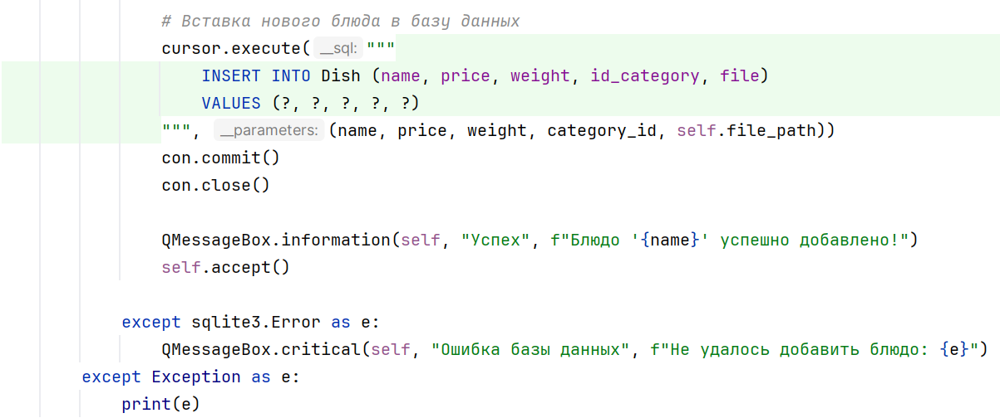 # Вставка нового блюда в базу данных
cursor.execute( __sql: """
INSERT INTO Dish (name, price, weight, id_category, file)
VALUES (?, ?, ?, ?, ?)
""", __parameters: (name, price, weight, category_id, self.file_path))
con.commit()
con.close()
QMessageBox.information(self, "Успех", f"Блюдо '{name}' успешно добавлено!")
self.accept()
except sqlite3.Error as e:
QMessageBox.critical(self, "Ошибка базы данных", f"Не удалось добавить блюдо: {e}")
except Exception as e:
print(e)